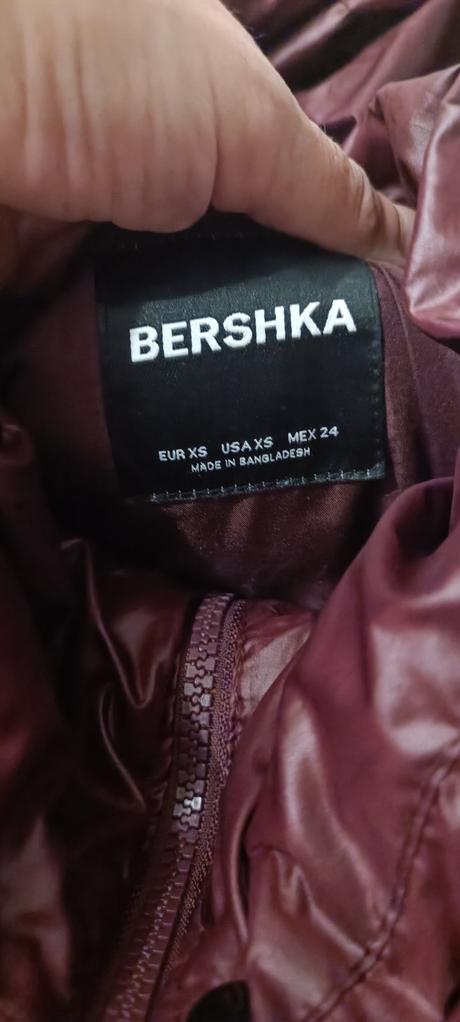 BERSHKA
EUR XS USA XS MEX 24
MADE IN BANGLADESH